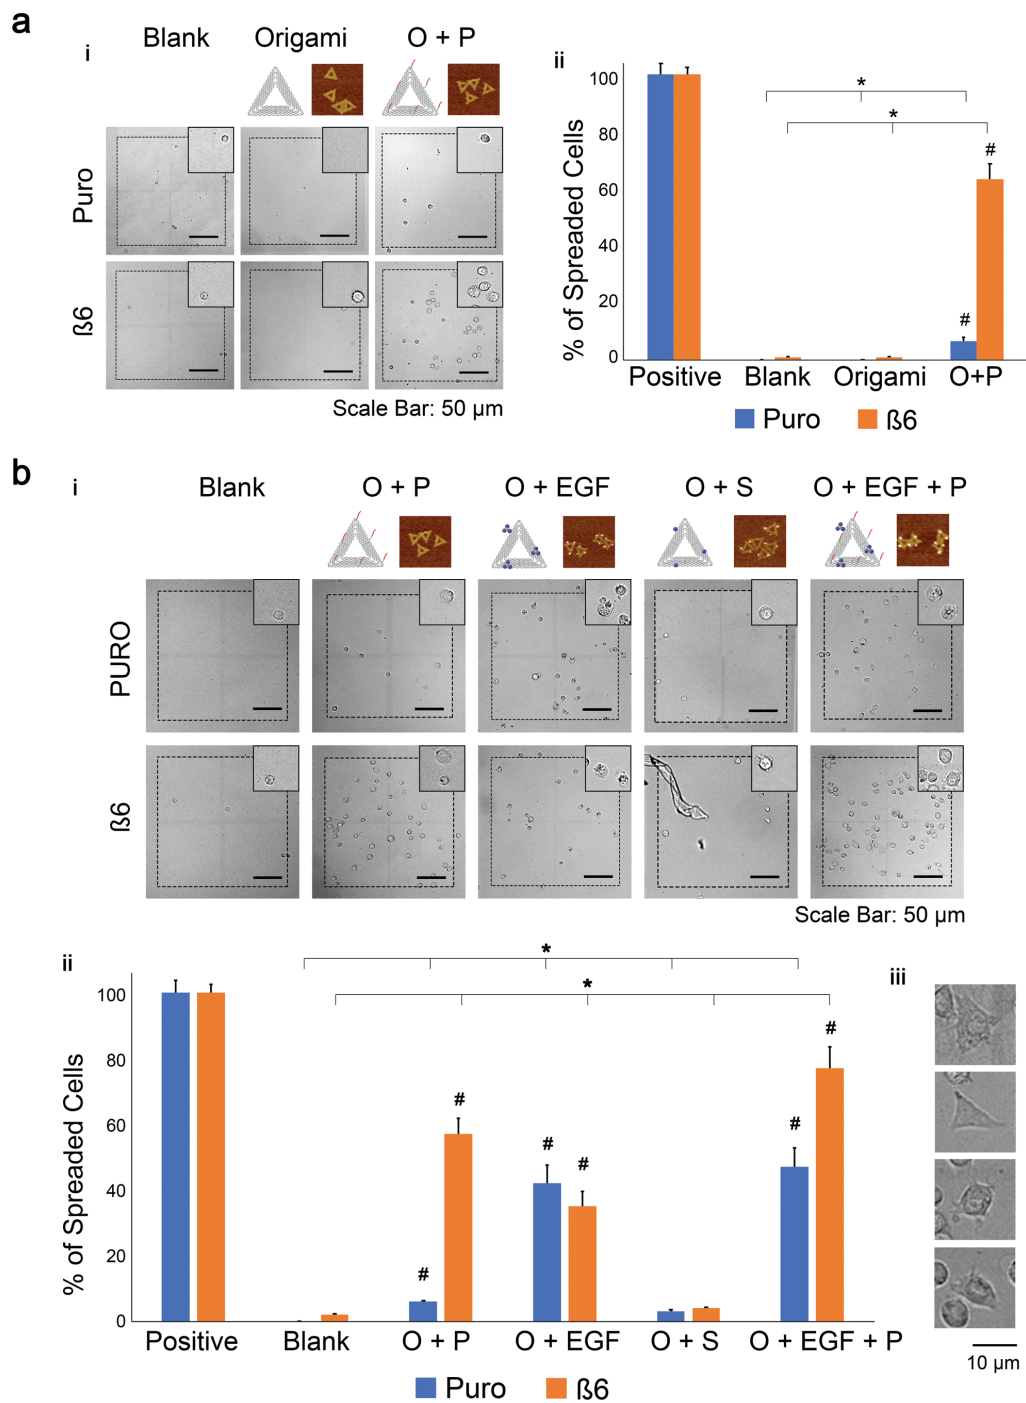 a
i
Blank Origami O + P
Puro
ß6
Scale Bar: 50 µm
ii
% of Spreaded Cells
100
80
60
40
20
0
*
*
#
#
Positive Blank Origami O+P
Puro ß6
b
i
Blank O + P O + EGF O + S O + EGF + P
PURO
ß6
Scale Bar: 50 µm
ii
% of Spreaded Cells
100
80
60
40
20
0
*
*
#
#
#
#
#
#
Positive Blank O + P O + EGF O + S O + EGF + P
Puro ß6
iii
10 µm